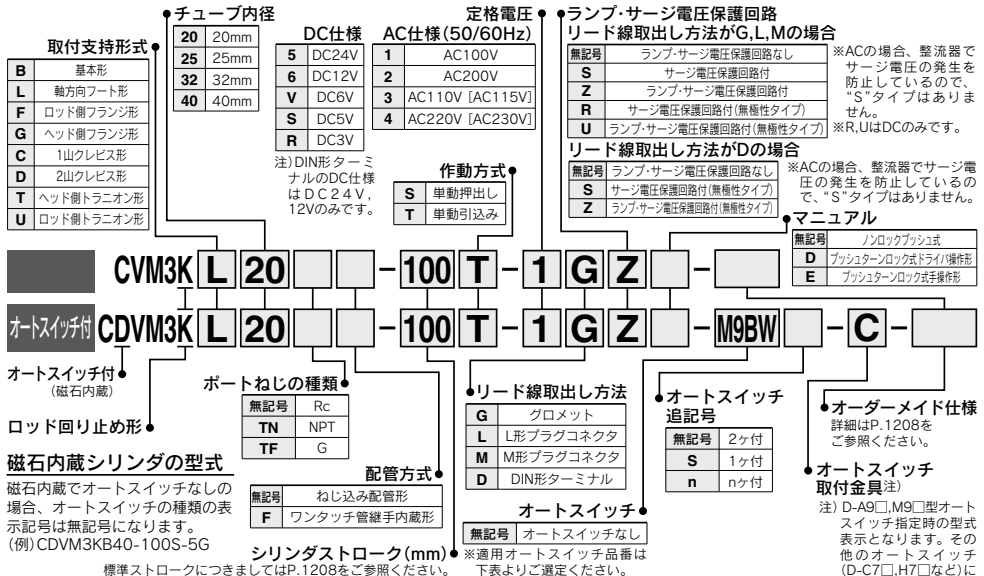 取付支持形式
B 基本形
L 軸方向フート形
F ロッド側フランジ形
G ヘッド側フランジ形
C 1山クレビス形
D 2山クレビス形
T ヘッド側トラニオン形
U ロッド側トラニオン形
チューブ内径
20 20mm
25 25mm
32 32mm
40 40mm
DC仕様
5 DC24V
6 DC12V
V DC6V
S DC5V
R DC3V
注)DIN形ターミ
ナルのDC仕様
はDC24V,
12Vのみです。
定格電圧
AC仕様(50/60Hz)
1 AC100V
2 AC200V
3 AC110V [AC115V]
4 AC220V [AC230V]
作動方式
S 単動押出し
T 単動引込み
ランプ・サージ電圧保護回路
リード線取出し方法がG,L,Mの場合
無記号 ランプ・サージ電圧保護回路なし
S サージ電圧保護回路付
Z ランプ・サージ電圧保護回路付
R サージ電圧保護回路付(無極性タイプ)
U ランプ・サージ電圧保護回路付(無極性タイプ)
※ACの場合、整流器で
サージ電圧の発生を
防止しているので、
“S”タイプはありま
せん。
※R,UはDCのみです。
リード線取出し方法がDの場合
無記号 ランプ・サージ電圧保護回路なし
S サージ電圧保護回路付(無極性タイプ)
Z ランプ・サージ電圧保護回路付(無極性タイプ)
※ACの場合、整流器でサージ電
圧の発生を防止しているの
で、“S”タイプはありません。
マニュアル
無記号 ノンロックプッシュ式
D プッシュターンロック式ドライバ操作形
E プッシュターンロック式手操作形
CVM3K L 20 - 100 T - 1 G Z -
オートスイッチ付 CDVM3K L 20 - 100 T - 1 G Z - M9BW - C -
オートスイッチ付
(磁石内蔵)
ロッド回り止め形
磁石内蔵シリンダの型式
磁石内蔵でオートスイッチなしの
場合、オートスイッチの種類の表
示記号は無記号になります。
(例)CDVM3KB40-100S-5G
ポートねじの種類
無記号 Rc
TN NPT
TF G
配管方式
無記号 ねじ込み配管形
F ワンタッチ管継手内蔵形
シリンダストローク(mm)
標準ストロークにつきましてはP.1208をご参照ください。
リード線取出し方法
G グロメット
L L形プラグコネクタ
M M形プラグコネクタ
D DIN形ターミナル
オートスイッチ
無記号 オートスイッチなし
※適用オートスイッチ品番は
下表よりご選定ください。
オートスイッチ
追記号
無記号 2ヶ付
S 1ヶ付
n nヶ付
オーダーメイド仕様
詳細はP.1208を
ご参照ください。
オートスイッチ
取付金具注)
注) D-A9□,M9□型オート
スイッチ指定時の型式
表示となります。その
他のオートスイッチ
(D-C7□,H7□など)に